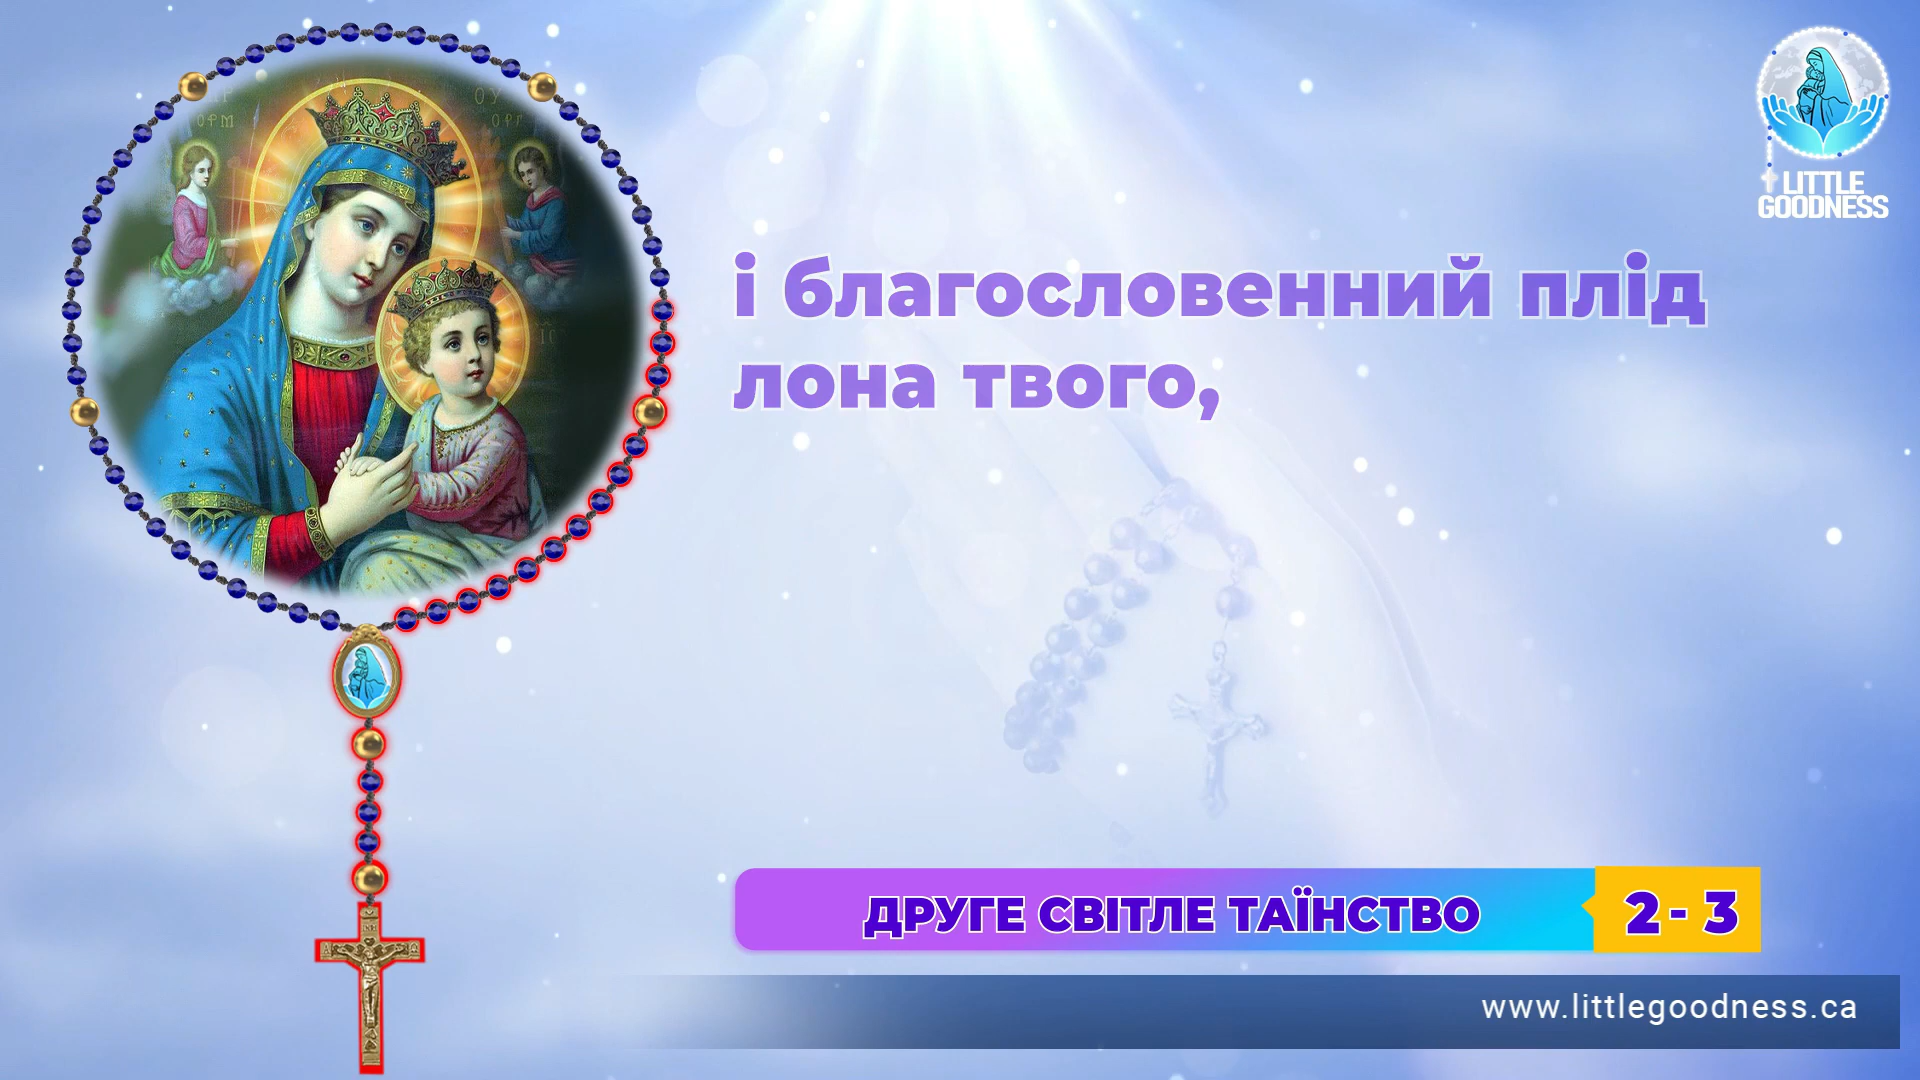 LITTLE
GOODNESS
і благословенний плід
лона твого,
ДРУГЕ СВІТЛЕ ТАЇНСТВО
2 - 3
www.littlegoodness.ca